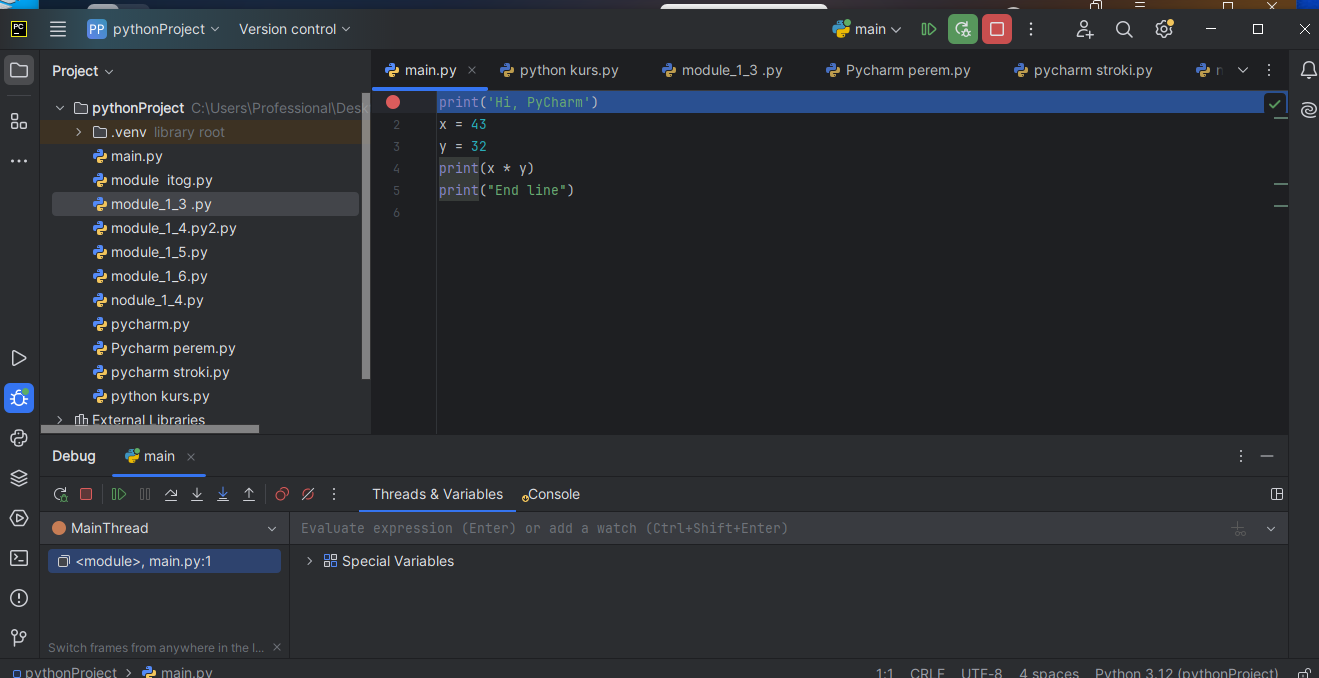 PC PP pythonProject Version control main
Project
main.py python kurs.py module_1_3 .py Pycharm perem.py pycharm stroki.py
pythonProject C:\Users\Professional\Desk
.venv library root
main.py
module itog.py
module_1_3 .py
module_1_4.py2.py
module_1_5.py
module_1_6.py
nodule_1_4.py
pycharm.py
Pycharm perem.py
pycharm stroki.py
python kurs.py
External Libraries
print('Hi, PyCharm')
2 x = 43
3 y = 32
4 print(x * y)
5 print("End line")
6
Debug main
Threads & Variables Console
MainThread Evaluate expression (Enter) or add a watch (Ctrl+Shift+Enter)
<module>, main.py:1 Special Variables
Switch frames from anywhere in the I...
pythonProject > main.py 1:1 CRLF UTF-8 4 spaces Python 3.12 (pythonProject)